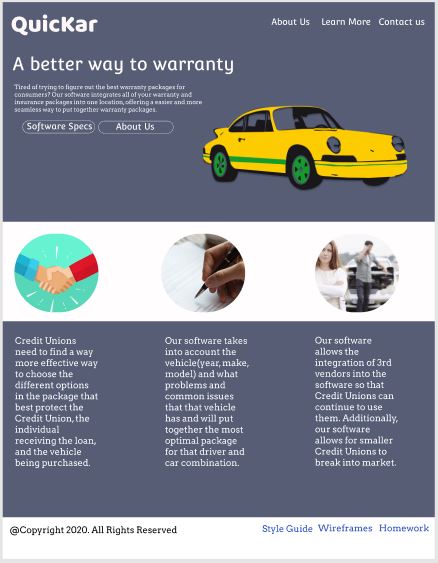 QuicKar
About Us Learn More Contact us
A better way to warranty
Tired of trying to figure out the best warranty packages for
consumers? Our software integrates all of your warranty and
insurance packages into one location, offering a easier and more
seamless way to put together warranty packages.
Software Specs About Us
Credit Unions
need to find a way
more effective way
to choose the
different options
in the package that
best protect the
Credit Union, the
individual
receiving the loan,
and the vehicle
being purchased.
Our software takes
into account the
vehicle(year, make,
model) and what
problems and
common issues
that that vehicle
has and will put
together the most
optimal package
for that driver and
car combination.
Our software
allows the
integration of 3rd
vendors into the
software so that
Credit Unions can
continue to use
them. Additionally,
our software
allows for smaller
Credit Unions to
break into market.
@Copyright 2020. All Rights Reserved
Style Guide Wireframes Homework